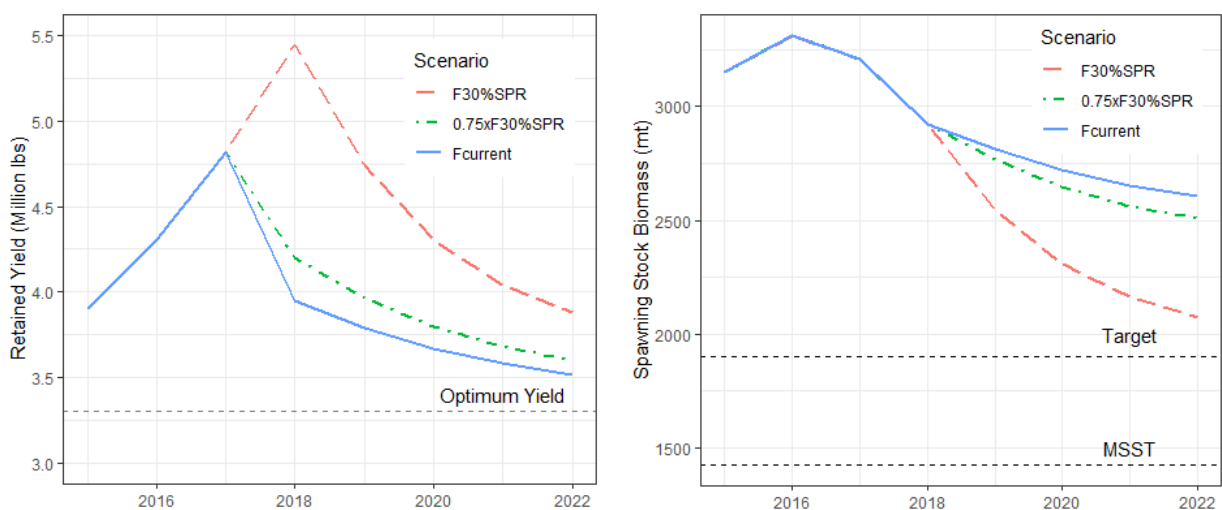 Retained Yield (Million lbs)
5.5
5.0
4.5
4.0
3.5
3.0
Scenario
F30%SPR
0.75xF30%SPR
Fcurrent
Optimum Yield
2016
2018
2020
2022
Spawning Stock Biomass (mt)
3000
2500
2000
1500
Scenario
F30%SPR
0.75xF30%SPR
Fcurrent
Target
MSST
2016
2018
2020
2022